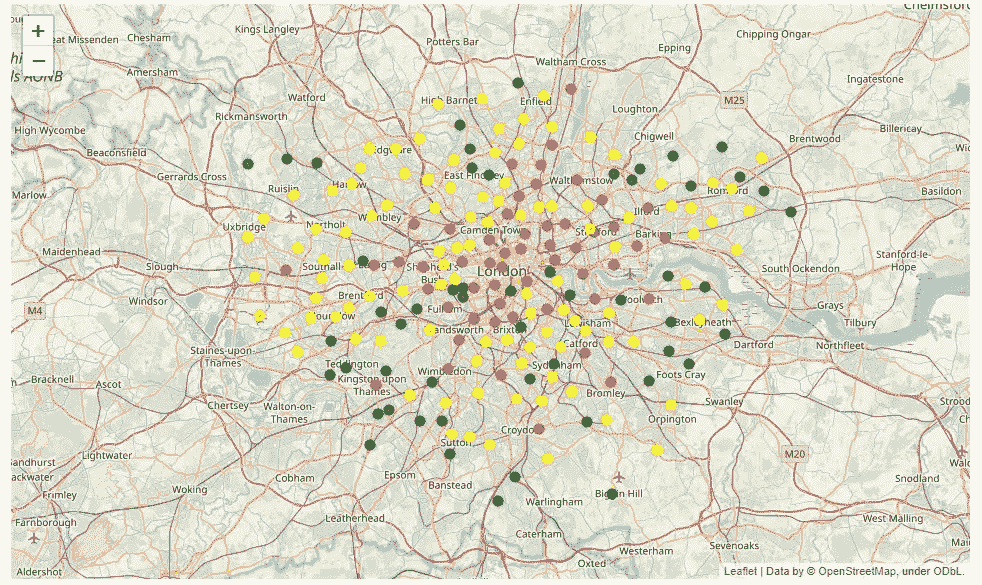 +
−
Chelmsford
Kings Langley
Chipping Ongar
Chesham
Potters Bar
Epping
Waltham Cross
Amersham
Ingatestone
Watford
High Barnet
Enfield
Loughton
M25
Rickmansworth
High Wycombe
Chigwell
Brentwood
Billericay
Beaconsfield
Edgware
Gerrards Cross
East Finchley
Walthamstow
Ruislip
Harrow
Romford
Basildon
Marlow
Ilford
Wembley
Uxbridge
Northolt
Camden Town
Stratford
Barking
Maidenhead
Slough
Southall
Ealing
Shepherd's
Bush
London
South Ockendon
Stanford-le-
Hope
Windsor
Brentford
Woolwich
M4
Fulham
Grays
Hounslow
Wandsworth
Brixton
Lewisham
Bexleyheath
Tilbury
Catford
Dartford
Northfleet
Staines-upon-
Thames
Teddington
Sydenham
Wimbledon
Foots Cray
Bracknell
Ascot
Kingston upon
Thames
Bromley
Swanley
Chertsey
Walton-on-
Thames
Orpington
Croydon
Sutton
Lightwater
M20
Cobham
Epsom
Snodland
Woking
Banstead
Biggin Hill
Frimley
Warlingham
Leatherhead
West Malling
Farnborough
Caterham
Sevenoaks
Westerham
Oxted
Aldershot
Leaflet | Data by © OpenStreetMap, under ODbL.